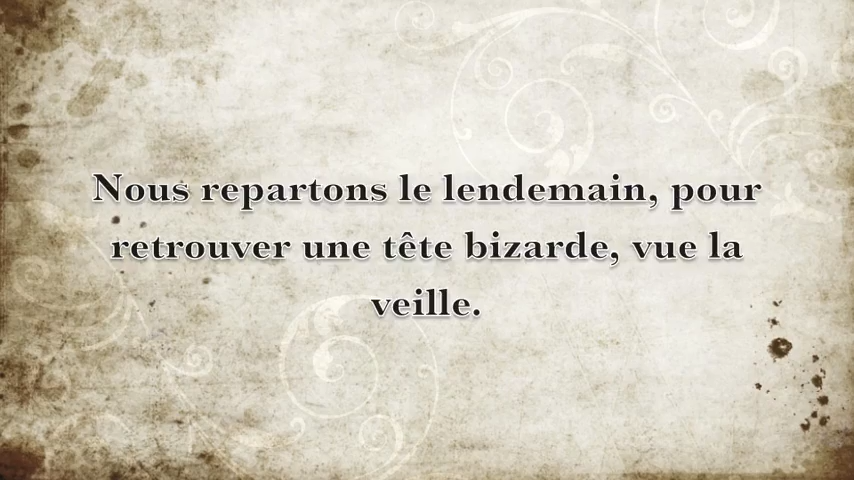 Nous repartons le lendemain, pour
retrouver une tête bizarde, vue la
veille.